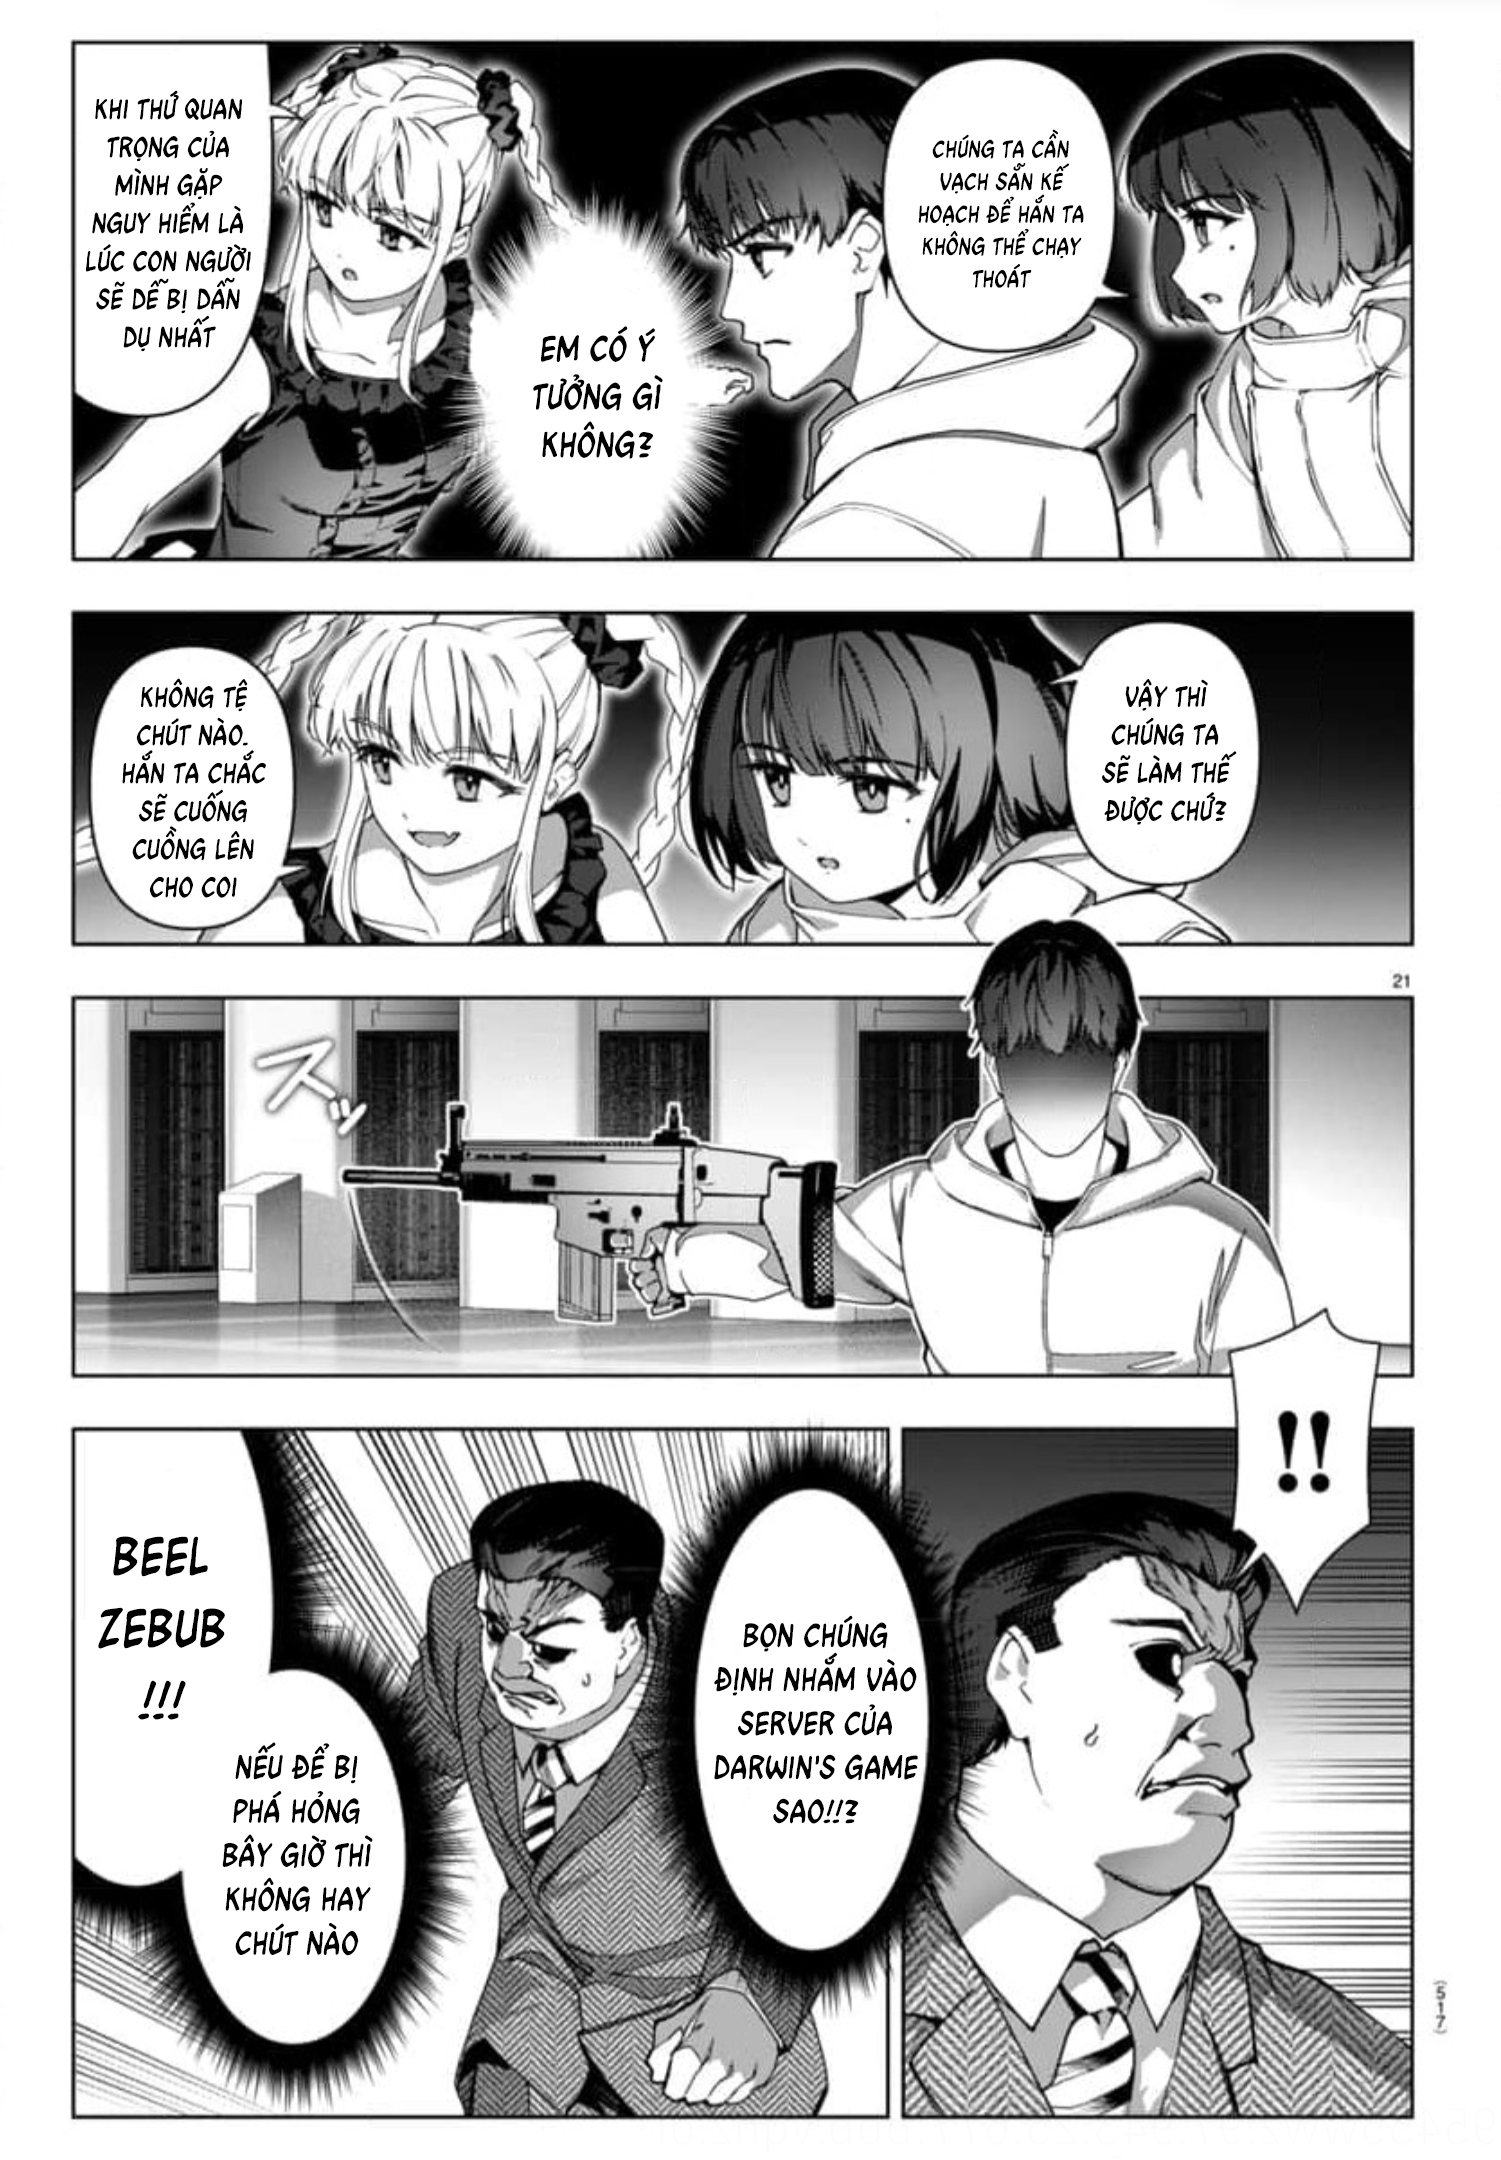 CHÚNG TA CẦN
VẠCH SẴN KẾ
HOẠCH ĐỂ HẮN TA
KHÔNG THỂ CHẠY
THOÁT
EM CÓ Ý
TƯỞNG GÌ
KHÔNG?
KHI THỨ QUAN
TRỌNG CỦA
MÌNH GẶP
NGUY HIỂM LÀ
LÚC CON NGƯỜI
SẼ DỄ BỊ DẪN
DỤ NHẤT
VẬY THÌ
CHÚNG TA
SẼ LÀM THẾ
ĐƯỢC CHỨ?
KHÔNG TỆ
CHÚT NÀO.
HẮN TA CHẮC
SẼ CUỐNG
CUỒNG LÊN
CHO COI
21
スッ
!!
BỌN CHÚNG
ĐỊNH NHẮM VÀO
SERVER CỦA
DARWIN'S GAME
SAO!!?
NẾU ĐỂ BỊ
PHÁ HỎNG
BÂY GIỜ THÌ
KHÔNG HAY
CHÚT NÀO
BEEL
ZEBUB
!!!
(517)